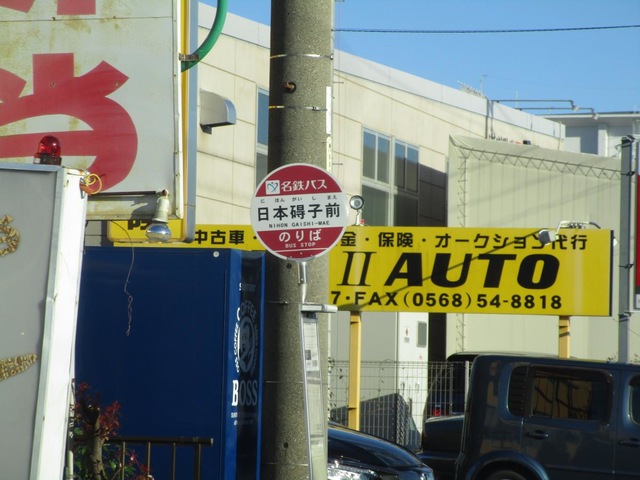 名鉄バス
にほんがいしまえ
日本碍子前
NIHON GAISHI-MAE
のりば
BUS STOP
中古車
金・保険・オークション代行
II AUTO
7・FAX(0568)54-8818
BOSS